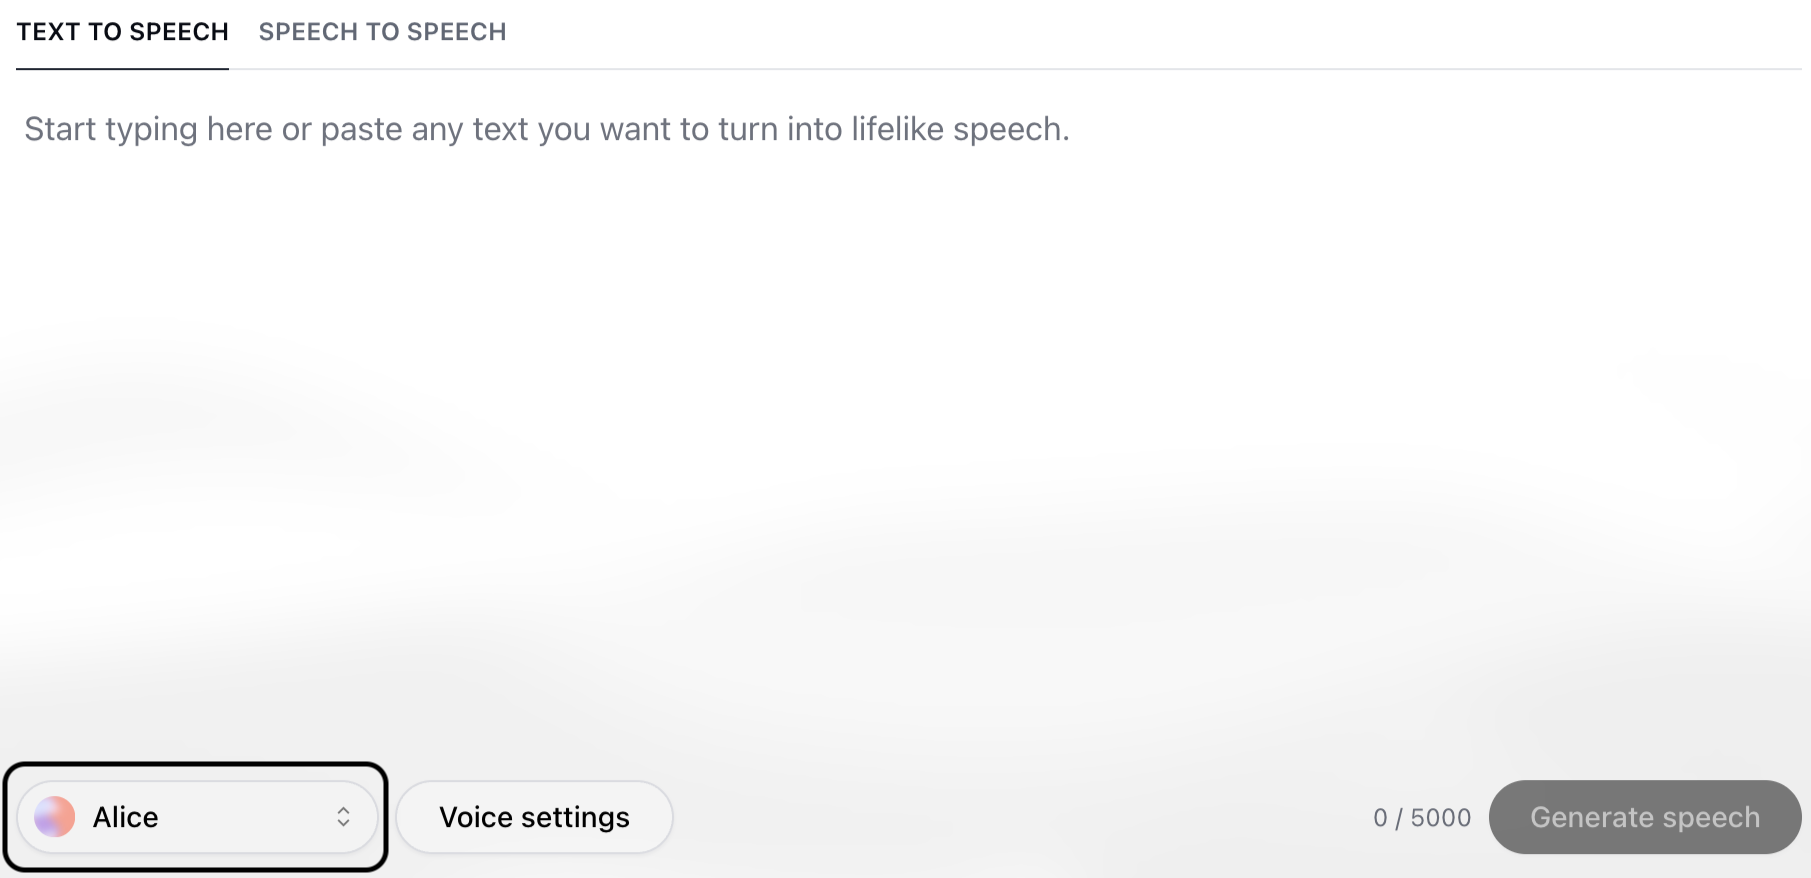 TEXT TO SPEECH SPEECH TO SPEECH
Start typing here or paste any text you want to turn into lifelike speech.
Alice Voice settings 0 / 5000 Generate speech